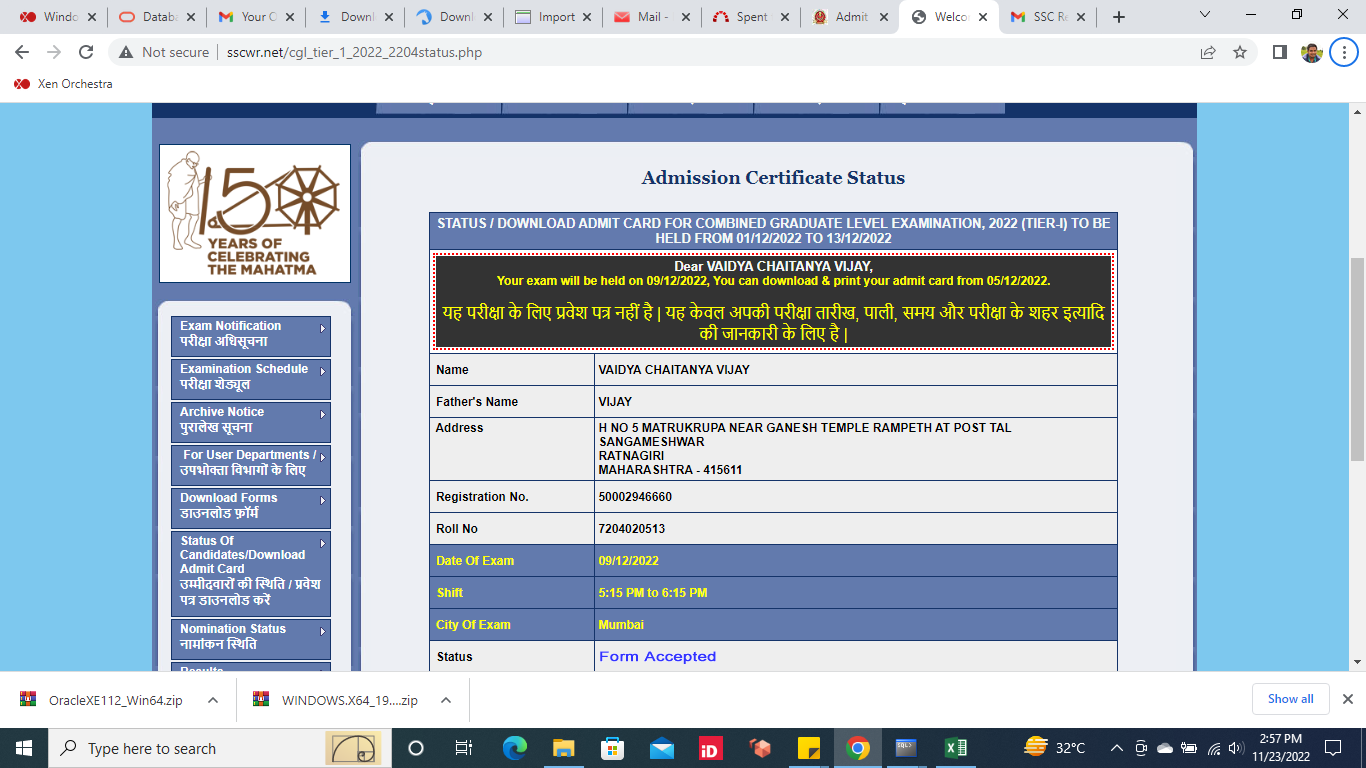 Windo
Datab
Your C
Downl
Downl
Import
Mail -
Spent
Admit
Welco
SSC Re
Not secure
sscwr.net/cgl_tier_1_2022_2204status.php
Xen Orchestra
150
YEARS OF
CELEBRATING
THE MAHATMA
Exam Notification
परीक्षा अधिसूचना
Examination Schedule
परीक्षा शेड्यूल
Archive Notice
पुरालेख सूचना
For User Departments /
उपभोक्ता विभागों के लिए
Download Forms
डाउनलोड फ़ॉर्म
Status Of
Candidates/Download
Admit Card
उम्मीदवारों की स्थिति / प्रवेश
पत्र डाउनलोड करें
Nomination Status
नामांकन स्थिति
Results
Admission Certificate Status
STATUS / DOWNLOAD ADMIT CARD FOR COMBINED GRADUATE LEVEL EXAMINATION, 2022 (TIER-I) TO BE
HELD FROM 01/12/2022 TO 13/12/2022
Dear VAIDYA CHAITANYA VIJAY,
Your exam will be held on 09/12/2022, You can download & print your admit card from 05/12/2022.
यह परीक्षा के लिए प्रवेश पत्र नहीं है | यह केवल अपकी परीक्षा तारीख, पाली, समय और परीक्षा के शहर इत्यादि
की जानकारी के लिए है |
Name VAIDYA CHAITANYA VIJAY
Father's Name VIJAY
Address H NO 5 MATRUKRUPA NEAR GANESH TEMPLE RAMPETH AT POST TAL
SANGAMESHWAR
RATNAGIRI
MAHARASHTRA - 415611
Registration No. 50002946660
Roll No 7204020513
Date Of Exam 09/12/2022
Shift 5:15 PM to 6:15 PM
City Of Exam Mumbai
Status Form Accepted
OracleXE112_Win64.zip
WINDOWS.X64_19....zip
Show all
Type here to search
iD
SQL
32°C
2:57 PM
11/23/2022